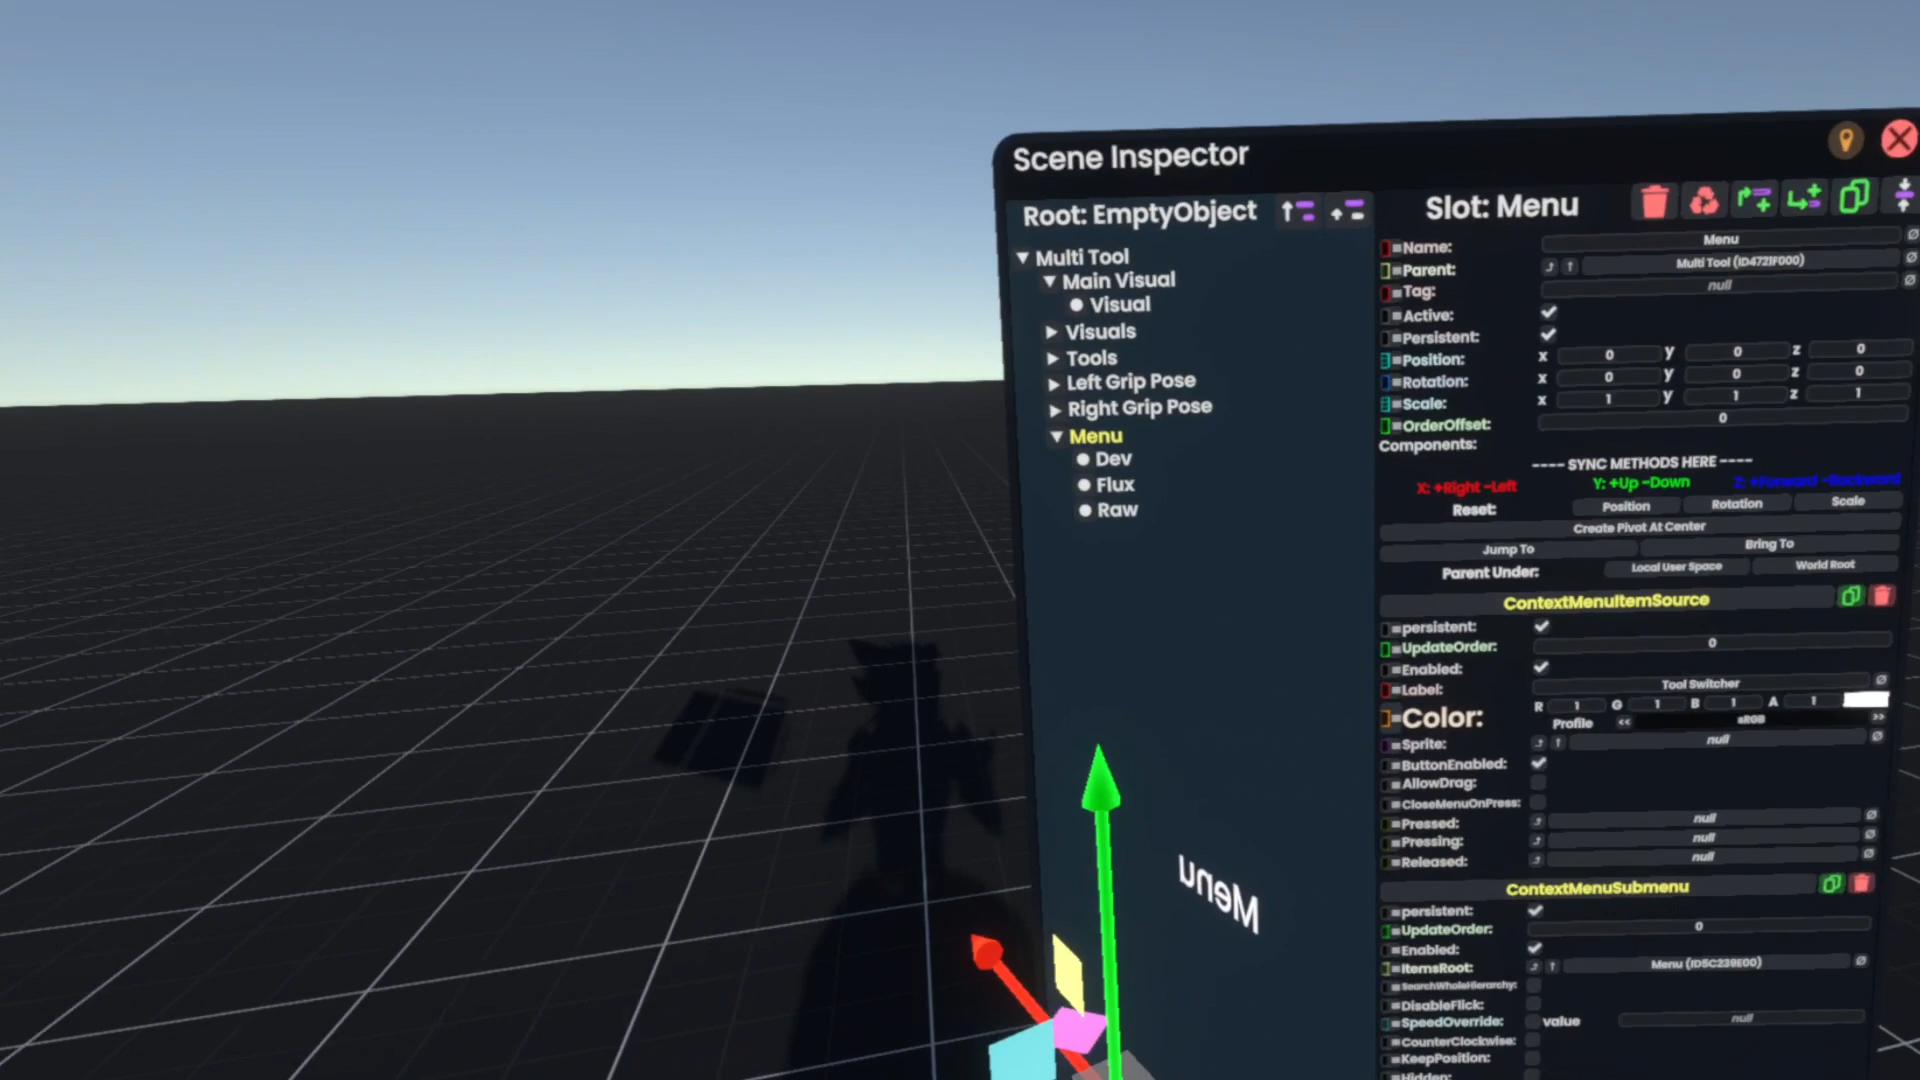 Scene Inspector
Root: EmptyObject
Multi Tool
Main Visual
Visual
Visuals
Tools
Left Grip Pose
Right Grip Pose
Menu
Dev
Flux
Raw
Menu
Slot: Menu
Name: Menu
Parent: Multi Tool (ID4721F000)
Tag: null
Active:
Persistent:
Position: x 0 y 0 z 0
Rotation: x 0 y 0 z 0
Scale: x 1 y 1 z 1
OrderOffset: 0
Components:
---- SYNC METHODS HERE ----
X: +Right -Left Y: +Up -Down Z: +Forward -Backward
Reset: Position Rotation Scale
Create Pivot At Center
Jump To Bring To
Parent Under: Local User Space World Root
ContextMenuItemSource
persistent:
UpdateOrder: 0
Enabled:
Label: Tool Switcher
Color: R 1 G 1 B 1 A 1
Profile << sRGB >>
Sprite: null
ButtonEnabled:
AllowDrag:
CloseMenuOnPress:
Pressed: null
Pressing: null
Released: null
ContextMenuSubmenu
persistent:
UpdateOrder: 0
Enabled:
ItemsRoot: Menu (ID5C239E00)
SearchWholeHierarchy:
DisableFlick:
SpeedOverride: value null
CounterClockwise:
KeepPosition:
Hidden: